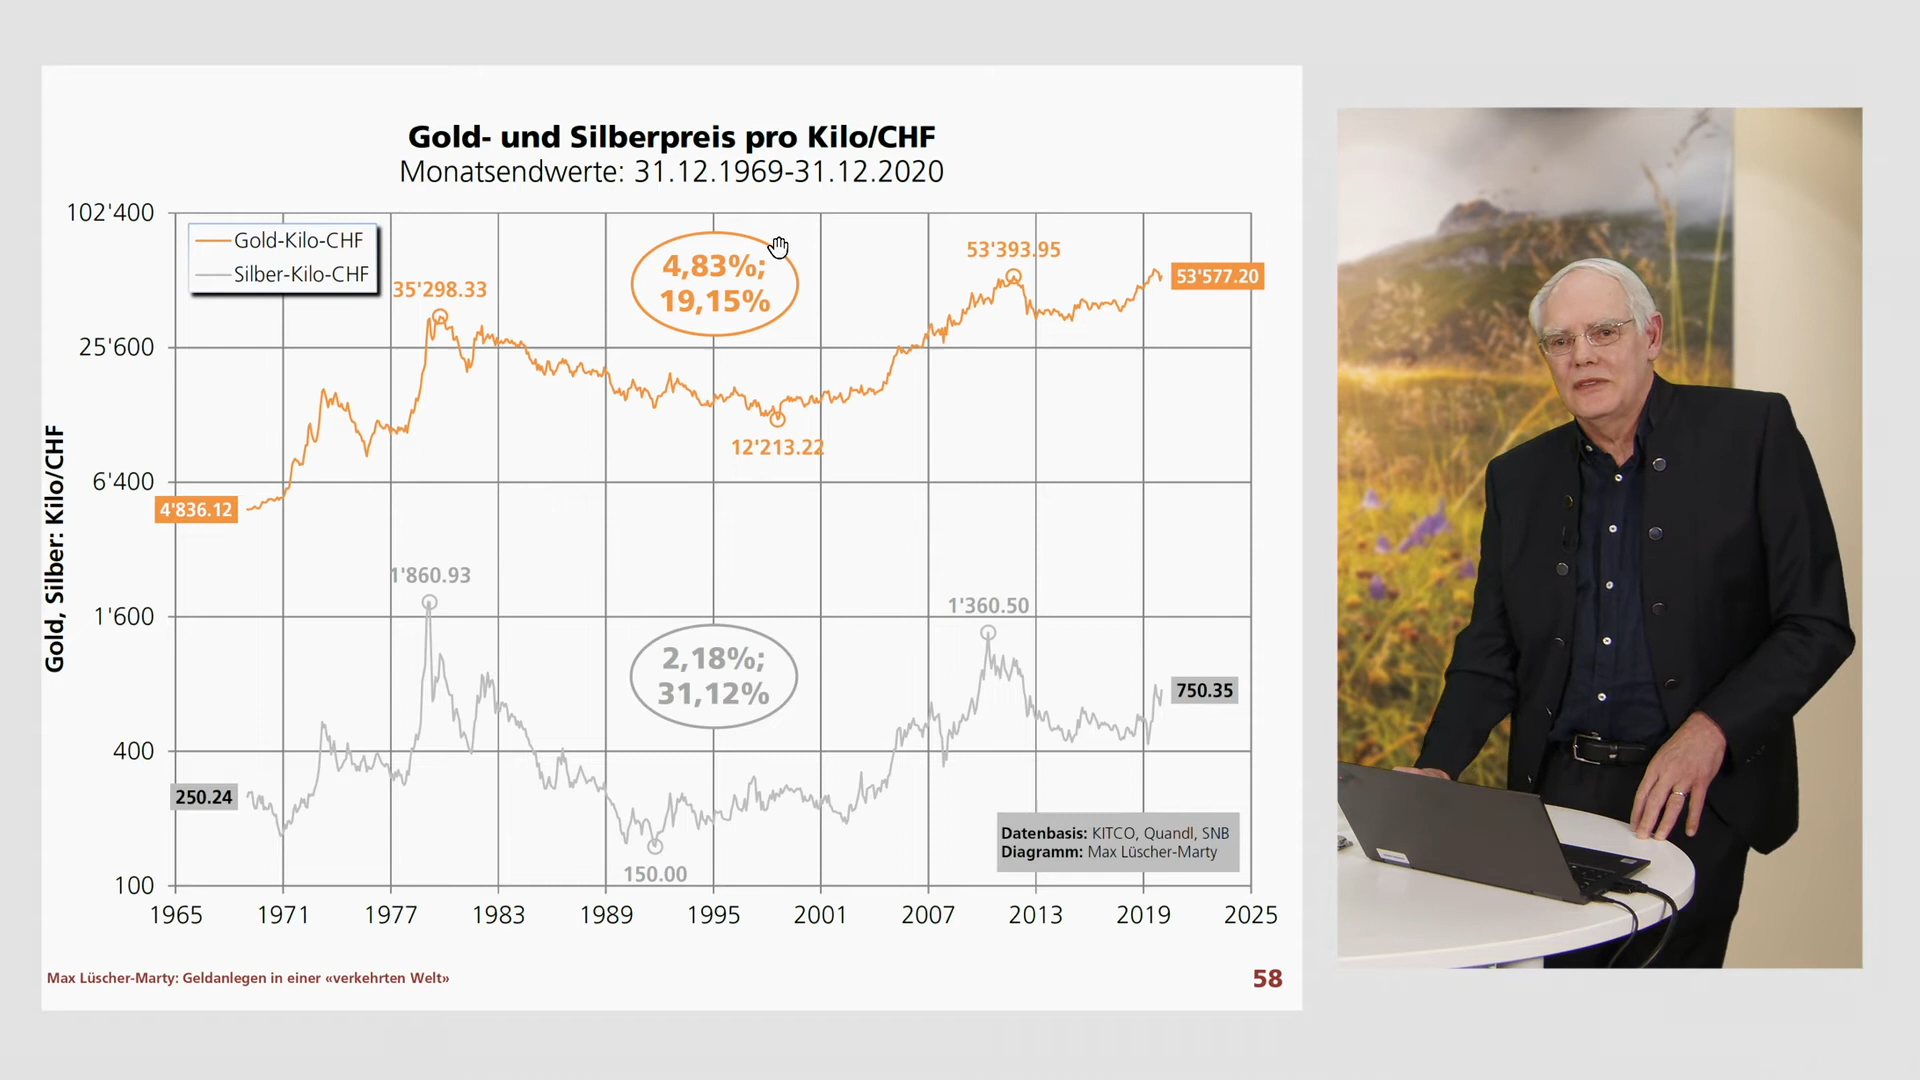 Gold- und Silberpreis pro Kilo/CHF
Monatsendwerte: 31.12.1969-31.12.2020
Gold, Silber: Kilo/CHF
102'400
25'600
6'400
1'600
400
100
Gold-Kilo-CHF
Silber-Kilo-CHF
4'836.12
35'298.33
4,83%;
19,15%
12'213.22
53'393.95
53'577.20
250.24
1'860.93
2,18%;
31,12%
150.00
1'360.50
750.35
Datenbasis: KITCO, Quandl, SNB
Diagramm: Max Lüscher-Marty
1965 1971 1977 1983 1989 1995 2001 2007 2013 2019 2025
Max Lüscher-Marty: Geldanlegen in einer «verkehrten Welt»
58